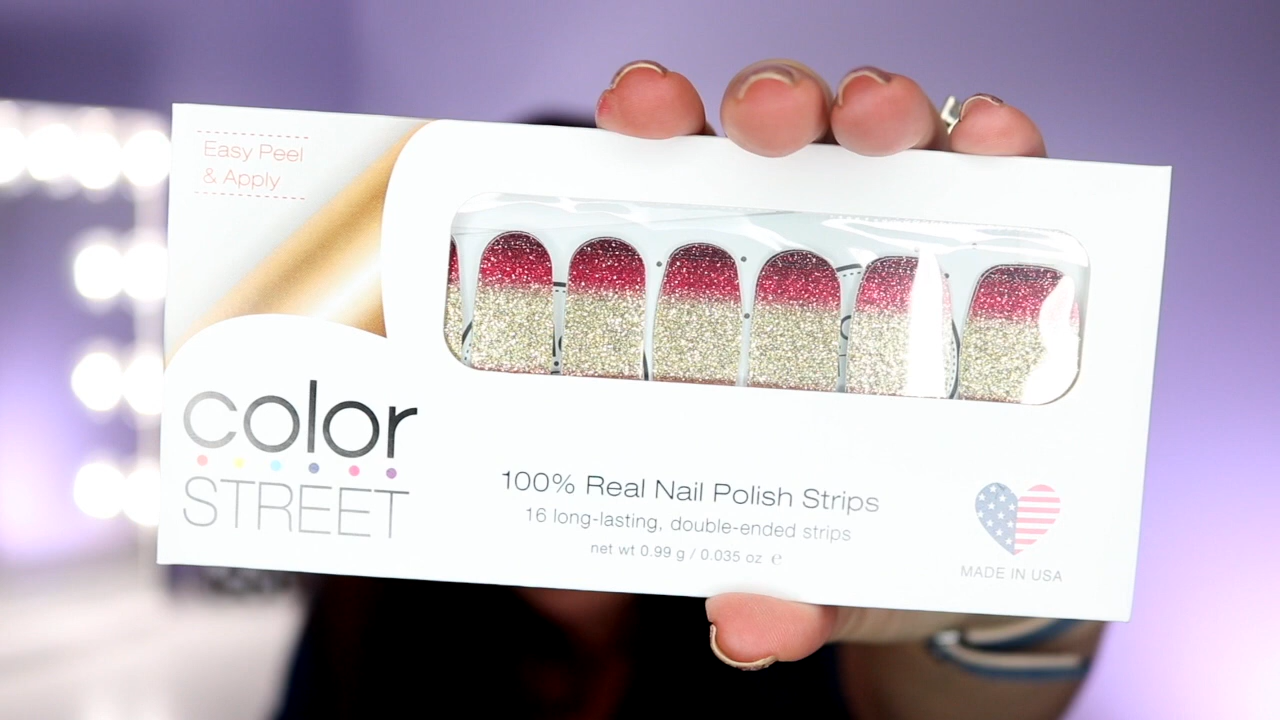 Easy Peel
& Apply
color
STREET
100% Real Nail Polish Strips
16 long-lasting, double-ended strips
net wt 0.99 g / 0.035 oz ℮
MADE IN USA